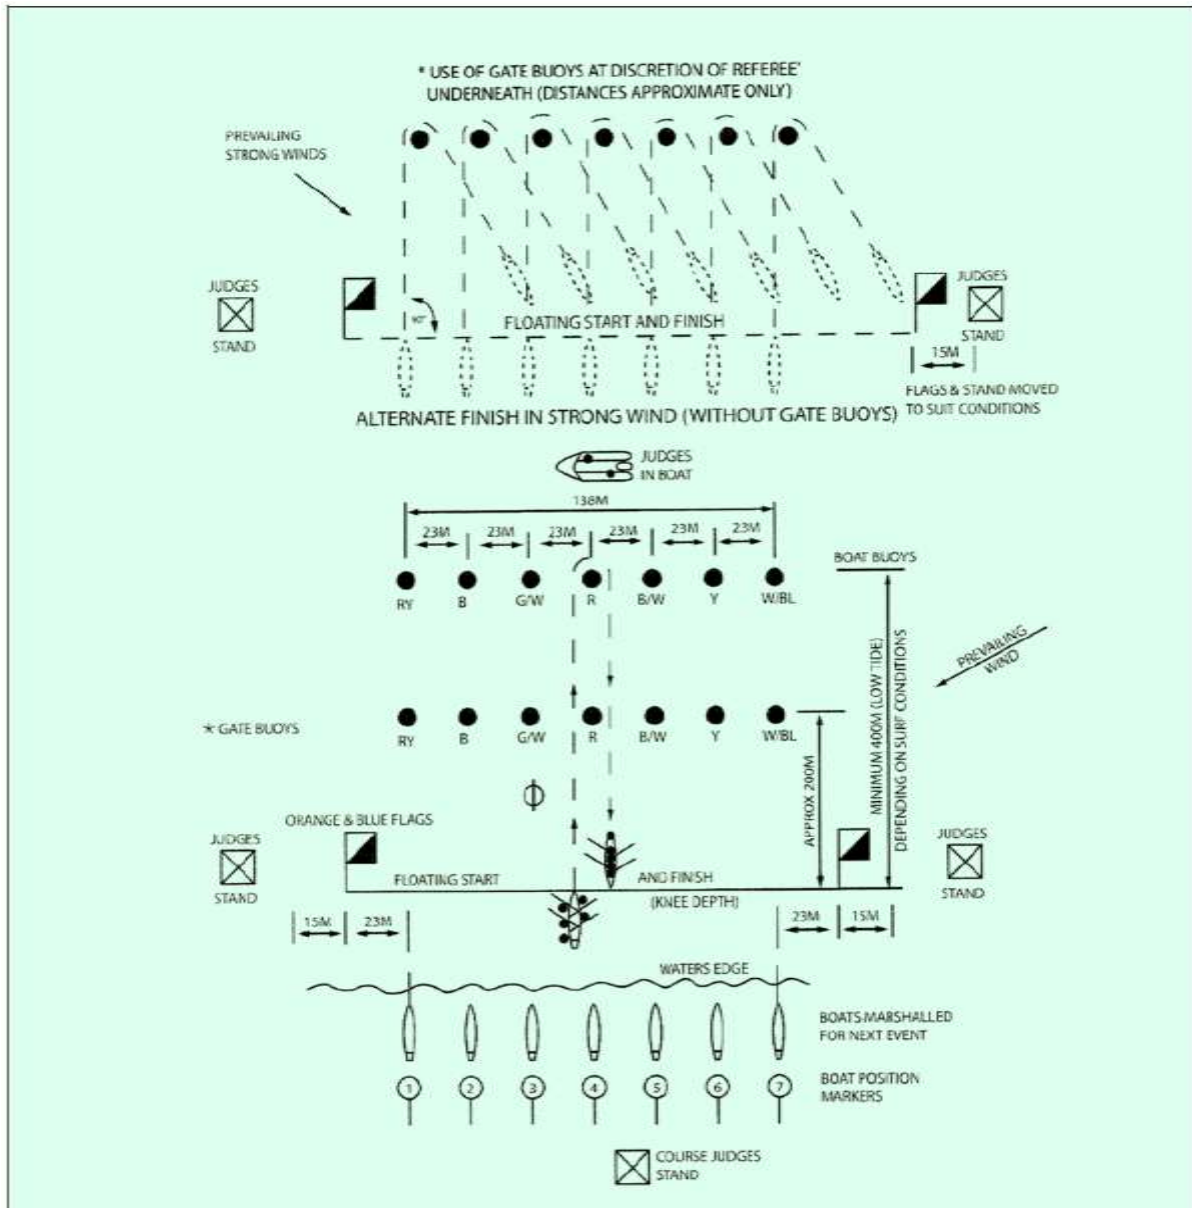 * USE OF GATE BUOYS AT DISCRETION OF REFEREE'
UNDERNEATH (DISTANCES APPROXIMATE ONLY)
PREVAILING
STRONG WINDS
JUDGES
STAND
90°
FLOATING START AND FINISH
JUDGES
STAND
15M
FLAGS & STAND MOVED
TO SUIT CONDITIONS
ALTERNATE FINISH IN STRONG WIND (WITHOUT GATE BUOYS)
JUDGES
IN BOAT
138M
23M 23M 23M 23M 23M 23M
BOAT BUOYS
RY B G/W R B/W Y W/BL
PREVAILING
WIND
MINIMUM 400M (LOW TIDE)
DEPENDING ON SURF CONDITIONS
* GATE BUOYS
RY B G/W R B/W Y W/BL
APPROX 200M
ORANGE & BLUE FLAGS
JUDGES
STAND
FLOATING START AND FINISH
(KNEE DEPTH)
JUDGES
STAND
15M 23M 23M 15M
WATERS EDGE
BOATS MARSHALLED
FOR NEXT EVENT
1 2 3 4 5 6 7
BOAT POSITION
MARKERS
COURSE JUDGES
STAND